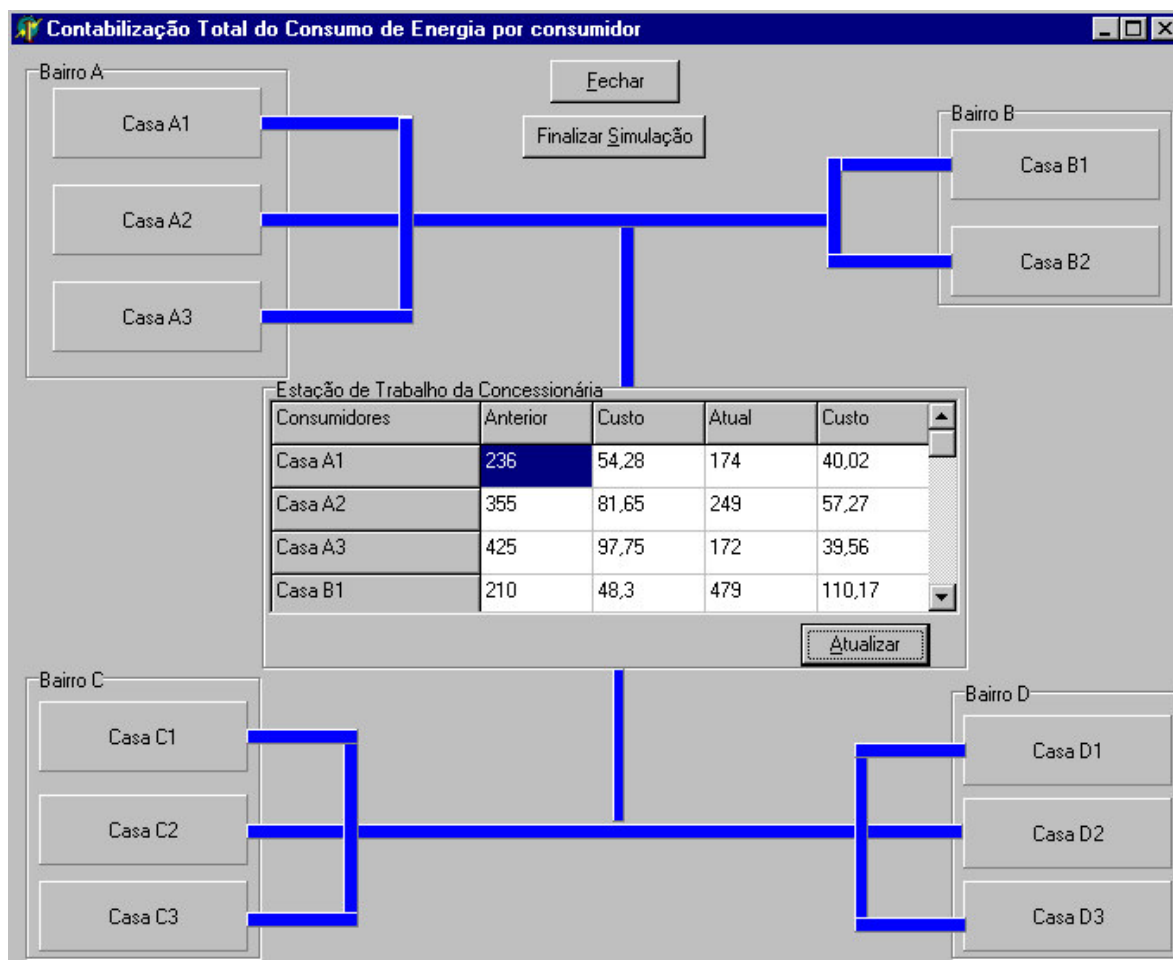 Contabilização Total do Consumo de Energia por consumidor
Bairro A
Casa A1
Casa A2
Casa A3
Fechar
Finalizar Simulação
Bairro B
Casa B1
Casa B2
Estação de Trabalho da Concessionária
Consumidores Anterior Custo Atual Custo
Casa A1 236 54,28 174 40,02
Casa A2 355 81,65 249 57,27
Casa A3 425 97,75 172 39,56
Casa B1 210 48,3 479 110,17
Atualizar
Bairro C
Casa C1
Casa C2
Casa C3
Bairro D
Casa D1
Casa D2
Casa D3